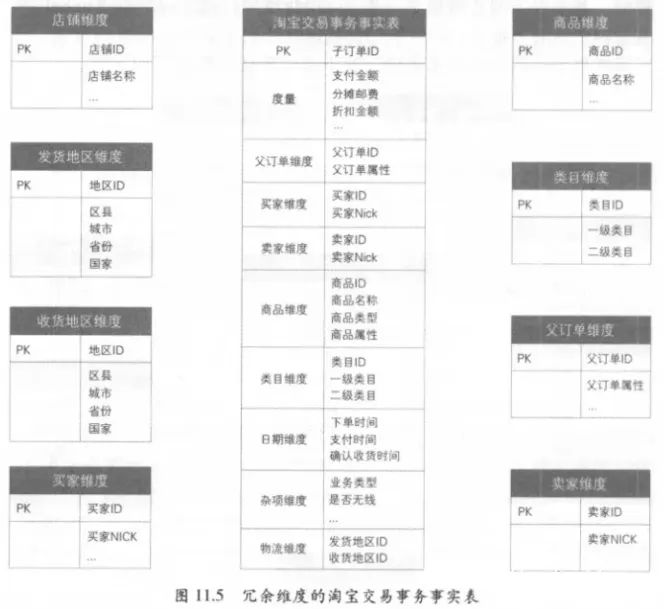 店铺维度
PK 店铺ID
店铺名称
...
发货地区维度
PK 地区ID
区县
城市
省份
国家
收货地区维度
PK 地区ID
区县
城市
省份
国家
买家维度
PK 买家ID
买家NICK
...
淘宝交易事务事实表
PK 子订单ID
度量
支付金额
分摊邮费
折扣金额
...
父订单维度
父订单ID
父订单属性
买家维度
买家ID
买家Nick
卖家维度
卖家ID
卖家Nick
商品维度
商品ID
商品名称
商品类型
商品属性
类目维度
类目ID
一级类目
二级类目
日期维度
下单时间
支付时间
确认收货时间
杂项维度
业务类型
是否无线
...
物流维度
发货地区ID
收货地区ID
商品维度
PK 商品ID
商品名称
...
类目维度
PK 类目ID
一级类目
二级类目
父订单维度
PK 父订单ID
父订单属性
...
卖家维度
PK 卖家ID
卖家NICK
图 11.5 冗余维度的淘宝交易事务事实表